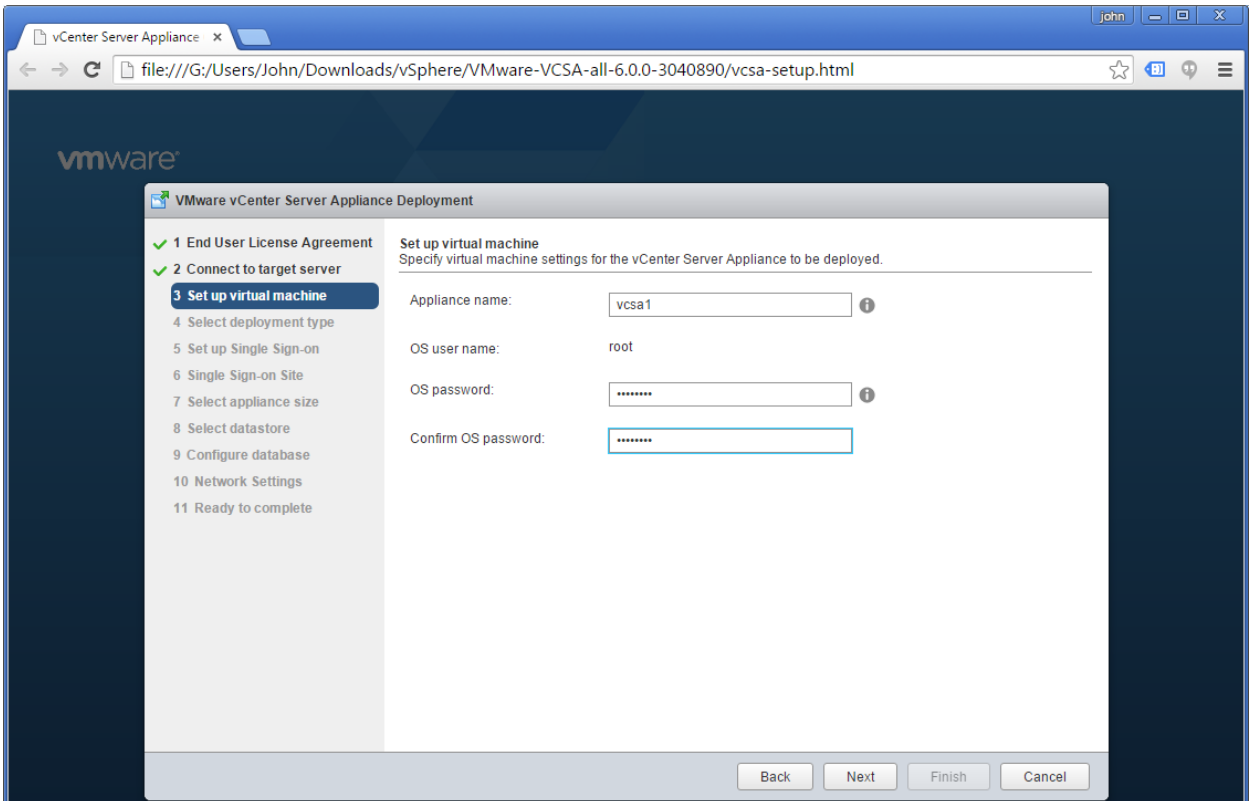 john
vCenter Server Appliance
file:///G:/Users/John/Downloads/vSphere/VMware-VCSA-all-6.0.0-3040890/vcsa-setup.html
vmware
VMware vCenter Server Appliance Deployment
1 End User License Agreement
2 Connect to target server
3 Set up virtual machine
4 Select deployment type
5 Set up Single Sign-on
6 Single Sign-on Site
7 Select appliance size
8 Select datastore
9 Configure database
10 Network Settings
11 Ready to complete
Set up virtual machine
Specify virtual machine settings for the vCenter Server Appliance to be deployed.
Appliance name: vcsa1
OS user name: root
OS password: ••••••••
Confirm OS password: ••••••••
Back Next Finish Cancel